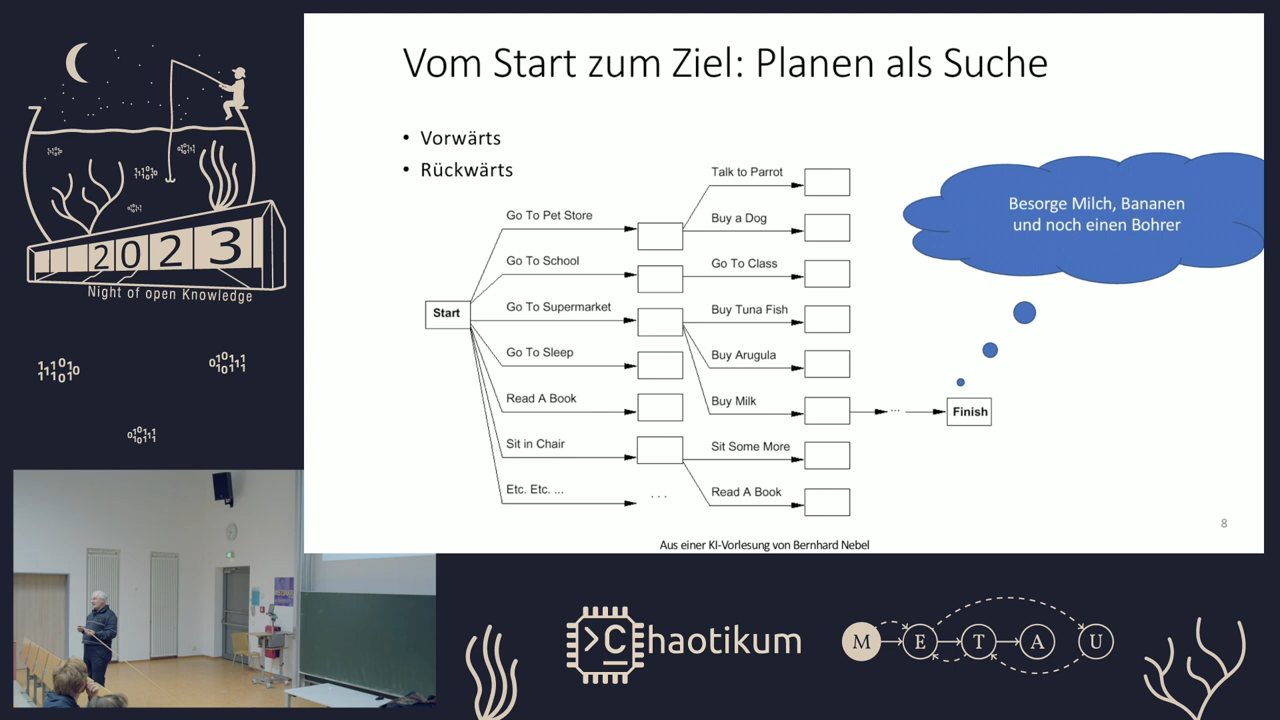 Vom Start zum Ziel: Planen als Suche
• Vorwärts
• Rückwärts
Besorge Milch, Bananen
und noch einen Bohrer
Start
Go To Pet Store
Go To School
Go To Supermarket
Go To Sleep
Read A Book
Sit in Chair
Etc. Etc. ...
. . .
Talk to Parrot
Buy a Dog
Go To Class
Buy Tuna Fish
Buy Arugula
Buy Milk
Sit Some More
Read A Book
...
Finish
8
Aus einer KI-Vorlesung von Bernhard Nebel
2023
Night of open Knowledge
>C haotikum
M E T A U